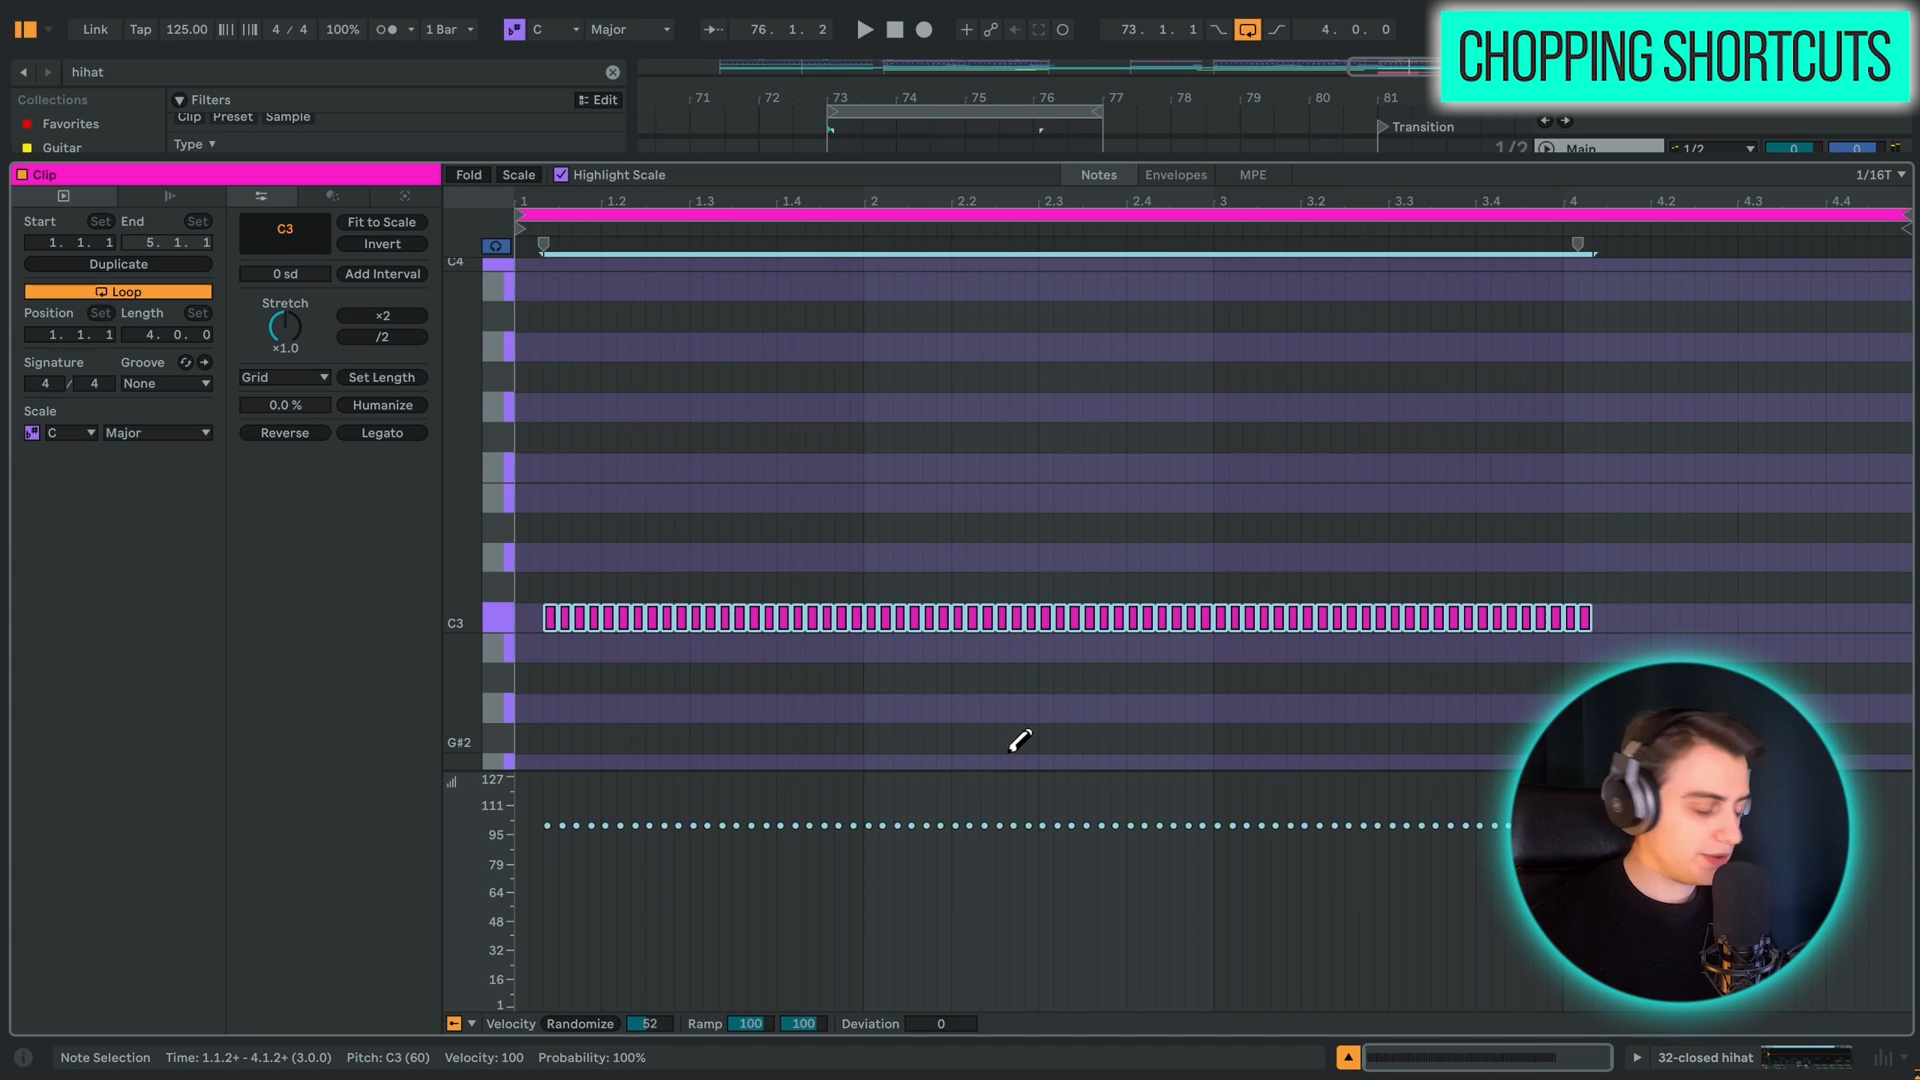 Link Tap 125.00 4 / 4 100% 1 Bar C Major 76. 1. 2 73. 1. 1 4. 0. 0
CHOPPING SHORTCUTS
hihat
Collections
Filters
Edit
Favorites
Clip Preset Sample
Guitar
Type
71 72 73 74 75 76 77 78 79 80 81
Transition
1/2
Main
1/2
0
0
Clip
Fold Scale Highlight Scale
Notes Envelopes MPE
1/16T
1 1.2 1.3 1.4 2 2.2 2.3 2.4 3 3.2 3.3 3.4 4 4.2 4.3 4.4
Start Set End Set
1. 1. 1 5. 1. 1
Duplicate
Loop
Position Set Length Set
1. 1. 1 4. 0. 0
Signature Groove
4 / 4 None
Scale
C Major
C3
Fit to Scale
Invert
0 sd Add Interval
Stretch
×2
/2
×1.0
Grid Set Length
0.0 % Humanize
Reverse Legato
C4
C3
G#2
127
111
95
79
64
48
32
16
1
Velocity Randomize 52 Ramp 100 100 Deviation 0
Note Selection Time: 1.1.2+ - 4.1.2+ (3.0.0) Pitch: C3 (60) Velocity: 100 Probability: 100%
32-closed hihat